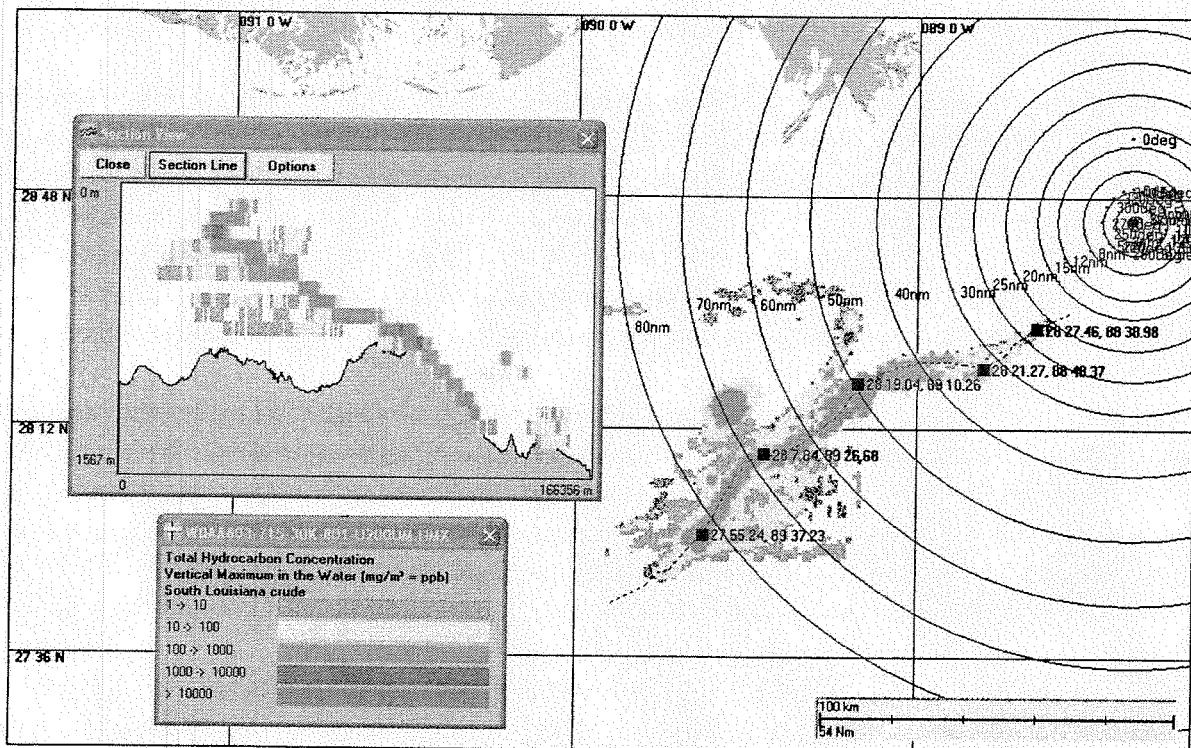 091 0 W
090 0 W
089 0 W
Section View
Close Section Line Options
0 m
1567 m
0
166356 m
28 48 N
28 12 N
27 36 N
0deg
8nm
12nm
15nm
20nm
25nm
30nm
40nm
50nm
60nm
70nm
80nm
28 27.46, 88 38.98
28 21.27, 88 48.37
28 19.04, 89 10.26
28 7.84, 89 26.68
27 55.24, 89 37.23
Total Hydrocarbon Concentration
Vertical Maximum in the Water (mg/m³ = ppb)
South Louisiana crude
1 -> 10
10 -> 100
100 -> 1000
1000 -> 10000
> 10000
100 km
54 Nm